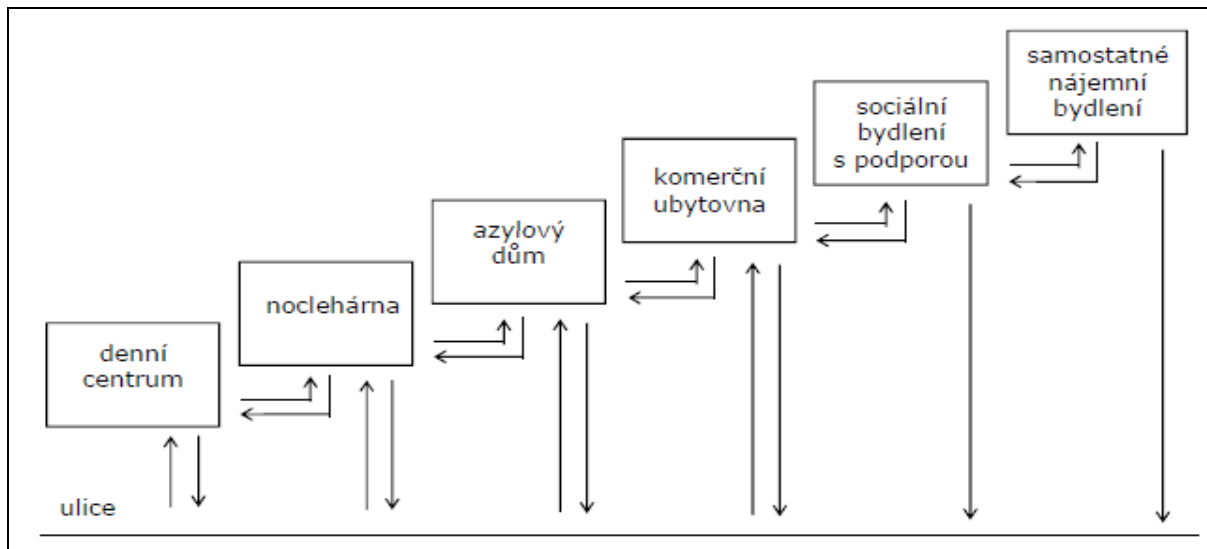 samostatné
nájemní
bydlení
sociální
bydlení
s podporou
komerční
ubytovna
azylový
dům
noclehárna
denní
centrum
ulice